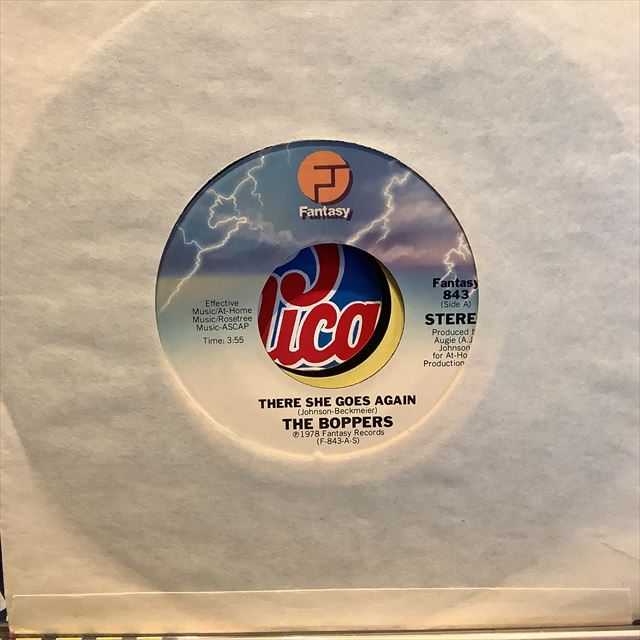 Fantasy
Effective
Music/At-Home
Music/Rosetree
Music-ASCAP
Time: 3:55
Fantasy
843
(Side A)
STERE
Produced b
Augie (A.J
Johnson
for At-Ho
Production
lica
THERE SHE GOES AGAIN
(Johnson-Beckmeier)
THE BOPPERS
℗1978 Fantasy Records
(F-843-A-S)